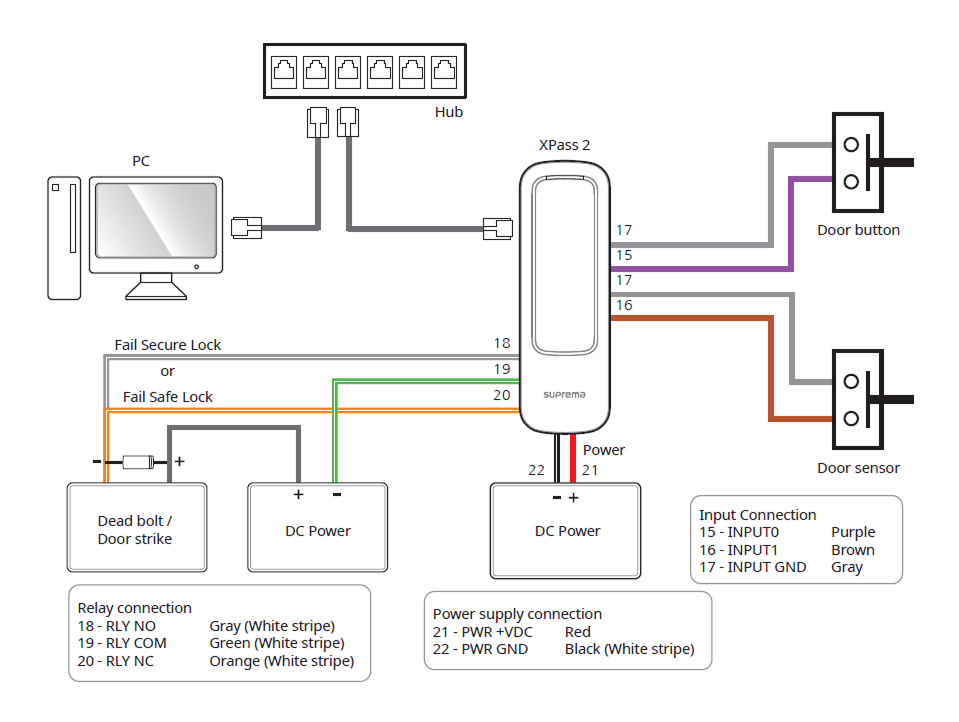 Hub
PC
XPass 2
17
15
17
16
Door button
Fail Secure Lock
or
Fail Safe Lock
18
19
20
suprema
Power
22
21
- +
+ -
- +
Dead bolt /
Door strike
DC Power
DC Power
Door sensor
Input Connection
15 - INPUT0 Purple
16 - INPUT1 Brown
17 - INPUT GND Gray
Relay connection
18 - RLY NO Gray (White stripe)
19 - RLY COM Green (White stripe)
20 - RLY NC Orange (White stripe)
Power supply connection
21 - PWR +VDC Red
22 - PWR GND Black (White stripe)